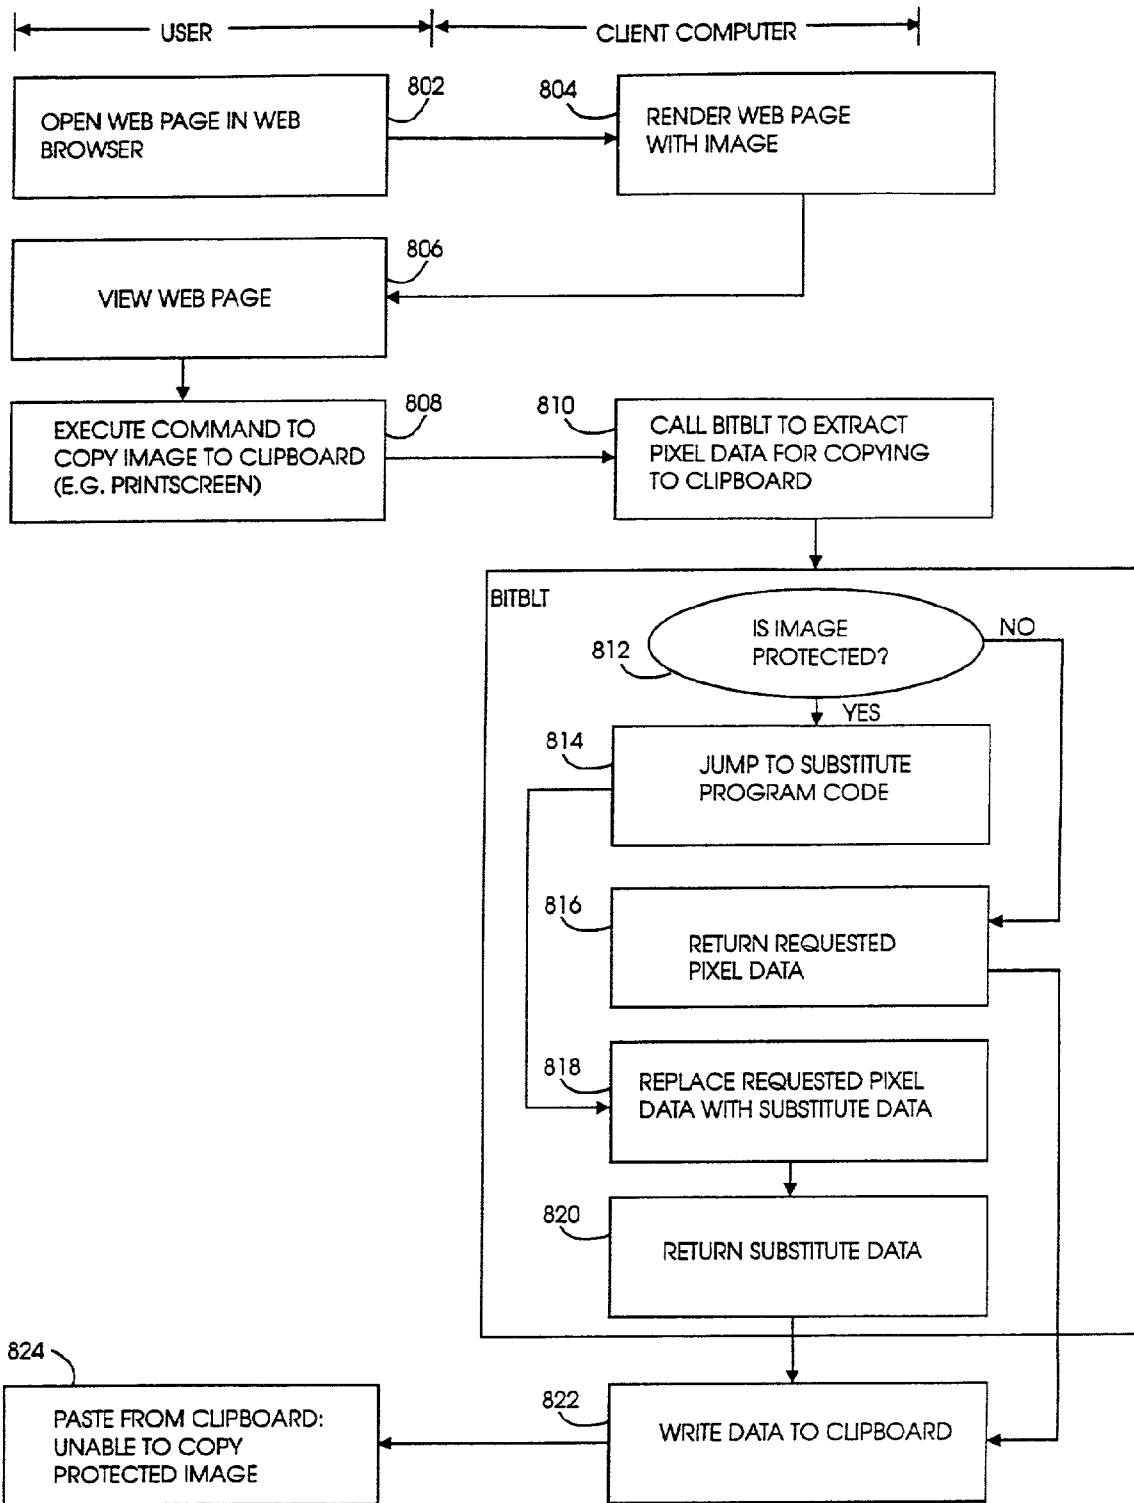 USER
CLIENT COMPUTER
802
804
OPEN WEB PAGE IN WEB
BROWSER
RENDER WEB PAGE
WITH IMAGE
806
VIEW WEB PAGE
808
810
EXECUTE COMMAND TO
COPY IMAGE TO CLIPBOARD
(E.G. PRINTSCREEN)
CALL BITBLT TO EXTRACT
PIXEL DATA FOR COPYING
TO CLIPBOARD
BITBLT
812
IS IMAGE
PROTECTED?
NO
YES
814
JUMP TO SUBSTITUTE
PROGRAM CODE
816
RETURN REQUESTED
PIXEL DATA
818
REPLACE REQUESTED PIXEL
DATA WITH SUBSTITUTE DATA
820
RETURN SUBSTITUTE DATA
824
822
PASTE FROM CLIPBOARD:
UNABLE TO COPY
PROTECTED IMAGE
WRITE DATA TO CLIPBOARD